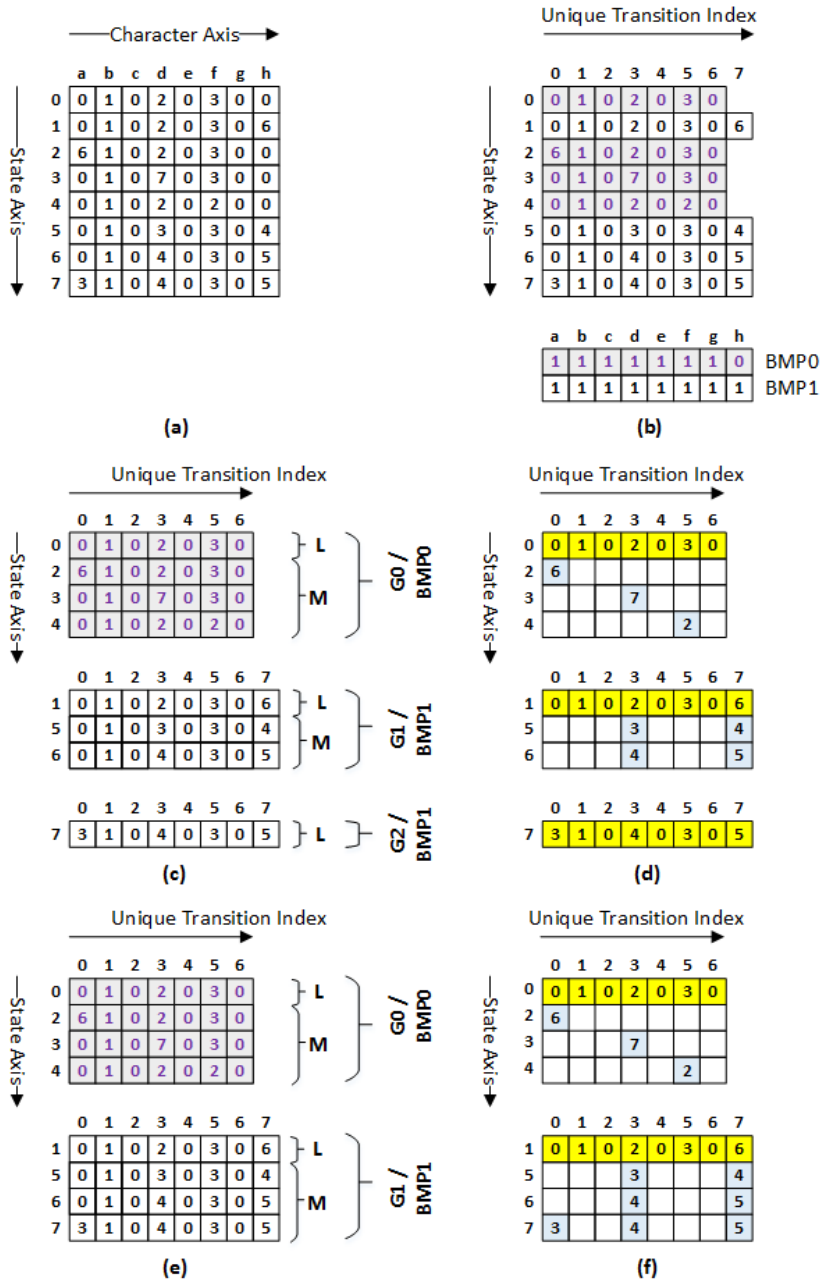 Character Axis
a b c d e f g h
State Axis
0 0 1 0 2 0 3 0 0
1 0 1 0 2 0 3 0 6
2 6 1 0 2 0 3 0 0
3 0 1 0 7 0 3 0 0
4 0 1 0 2 0 2 0 0
5 0 1 0 3 0 3 0 4
6 0 1 0 4 0 3 0 5
7 3 1 0 4 0 3 0 5
(a)
Unique Transition Index
0 1 2 3 4 5 6 7
State Axis
0 0 1 0 2 0 3 0
1 0 1 0 2 0 3 0 6
2 6 1 0 2 0 3 0
3 0 1 0 7 0 3 0
4 0 1 0 2 0 2 0
5 0 1 0 3 0 3 0 4
6 0 1 0 4 0 3 0 5
7 3 1 0 4 0 3 0 5
a b c d e f g h
1 1 1 1 1 1 1 0 BMP0
1 1 1 1 1 1 1 1 BMP1
(b)
Unique Transition Index
0 1 2 3 4 5 6
State Axis
0 0 1 0 2 0 3 0 L
2 6 1 0 2 0 3 0
3 0 1 0 7 0 3 0 M
4 0 1 0 2 0 2 0
G0 /
BMP0
0 1 2 3 4 5 6 7
1 0 1 0 2 0 3 0 6 L
5 0 1 0 3 0 3 0 4 M
6 0 1 0 4 0 3 0 5
G1 /
BMP1
0 1 2 3 4 5 6 7
7 3 1 0 4 0 3 0 5 L
G2 /
BMP1
(c)
Unique Transition Index
0 1 2 3 4 5 6
State Axis
0 0 1 0 2 0 3 0
2 6
3 7
4 2
0 1 2 3 4 5 6 7
1 0 1 0 2 0 3 0 6
5 3 4
6 4 5
0 1 2 3 4 5 6 7
7 3 1 0 4 0 3 0 5
(d)
Unique Transition Index
0 1 2 3 4 5 6
State Axis
0 0 1 0 2 0 3 0 L
2 6 1 0 2 0 3 0
3 0 1 0 7 0 3 0 M
4 0 1 0 2 0 2 0
G0 /
BMP0
0 1 2 3 4 5 6 7
1 0 1 0 2 0 3 0 6 L
5 0 1 0 3 0 3 0 4
6 0 1 0 4 0 3 0 5 M
7 3 1 0 4 0 3 0 5
G1 /
BMP1
(e)
Unique Transition Index
0 1 2 3 4 5 6
State Axis
0 0 1 0 2 0 3 0
2 6
3 7
4 2
0 1 2 3 4 5 6 7
1 0 1 0 2 0 3 0 6
5 3 4
6 4 5
7 3 4 5
(f)